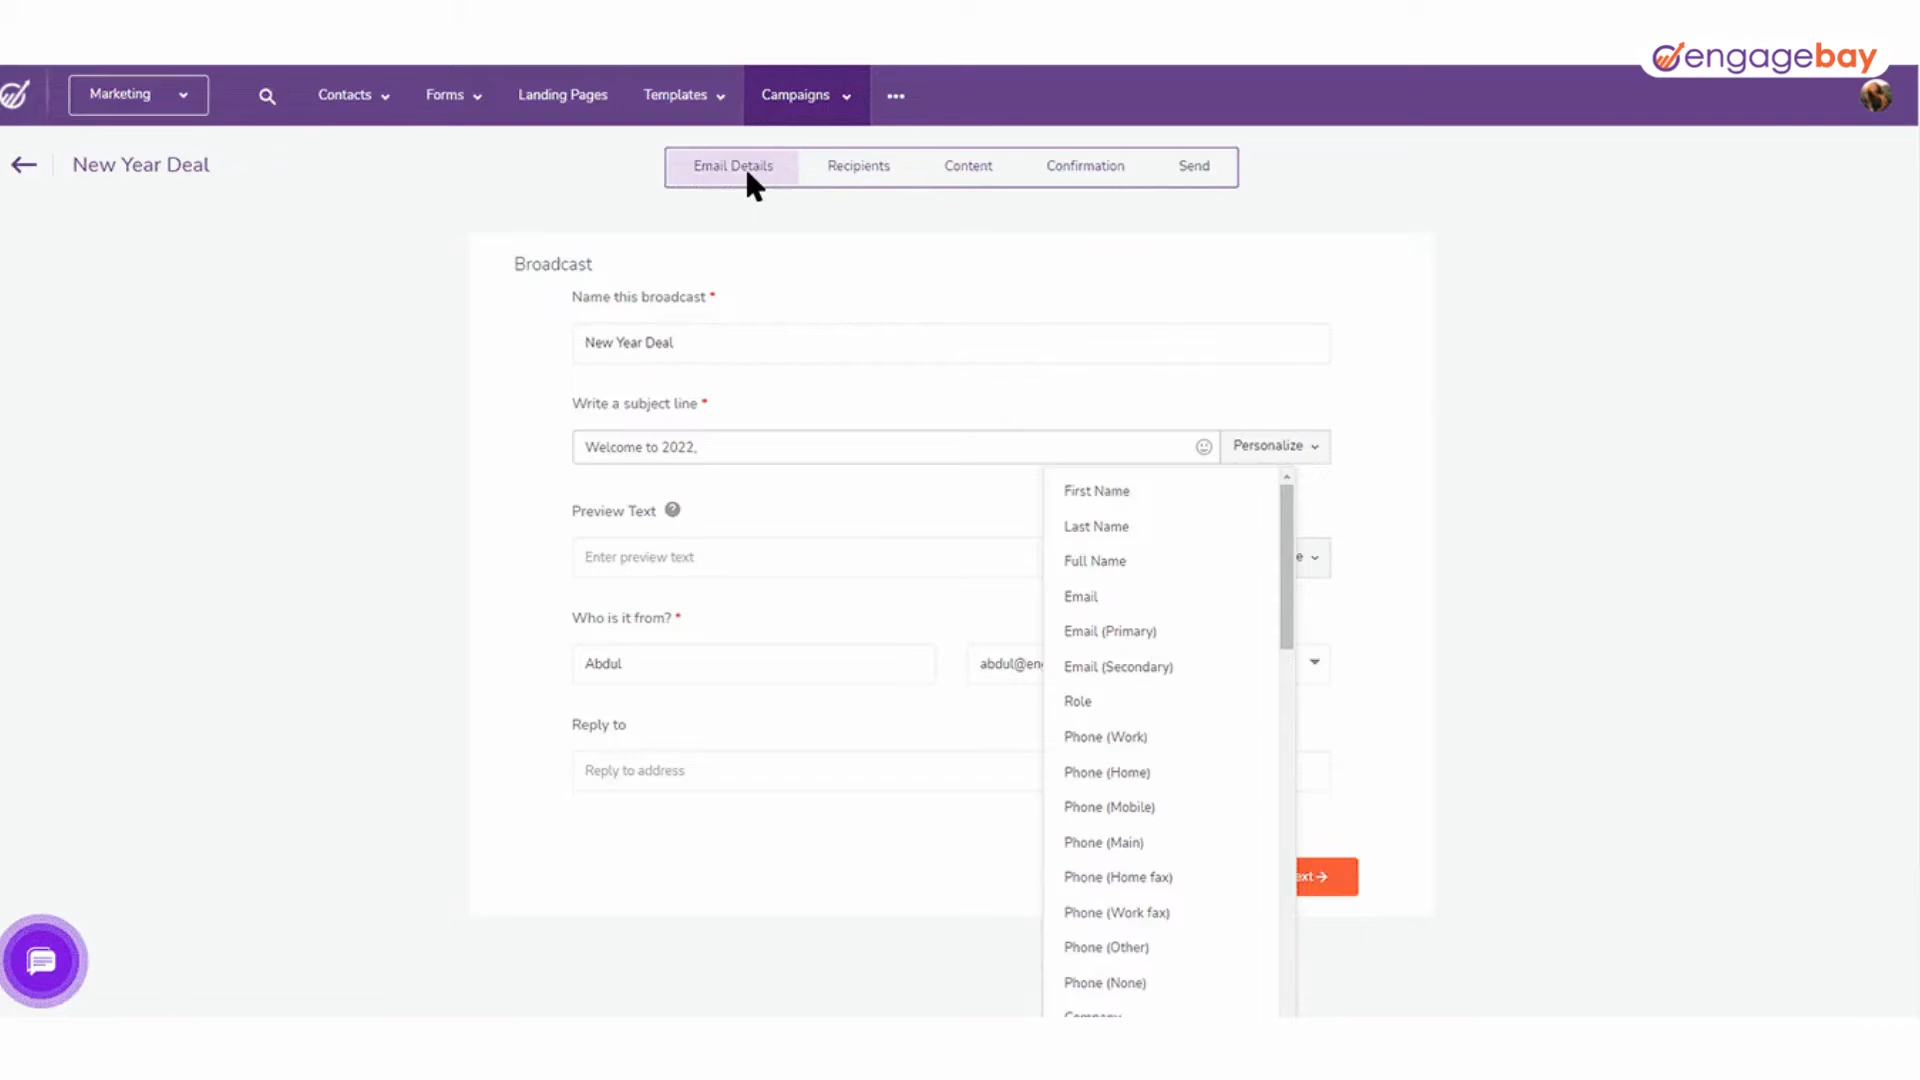 engagebay
Marketing Contacts Forms Landing Pages Templates Campaigns
New Year Deal
Email Details Recipients Content Confirmation Send
Broadcast
Name this broadcast *
New Year Deal
Write a subject line *
Welcome to 2022,
Personalize
First Name
Last Name
Full Name
Email
Email (Primary)
Email (Secondary)
Role
Phone (Work)
Phone (Home)
Phone (Mobile)
Phone (Main)
Phone (Home fax)
Phone (Work fax)
Phone (Other)
Phone (None)
Company
Preview Text ?
Enter preview text
e
Who is it from? *
Abdul
abdul@en
Reply to
Reply to address
ext →